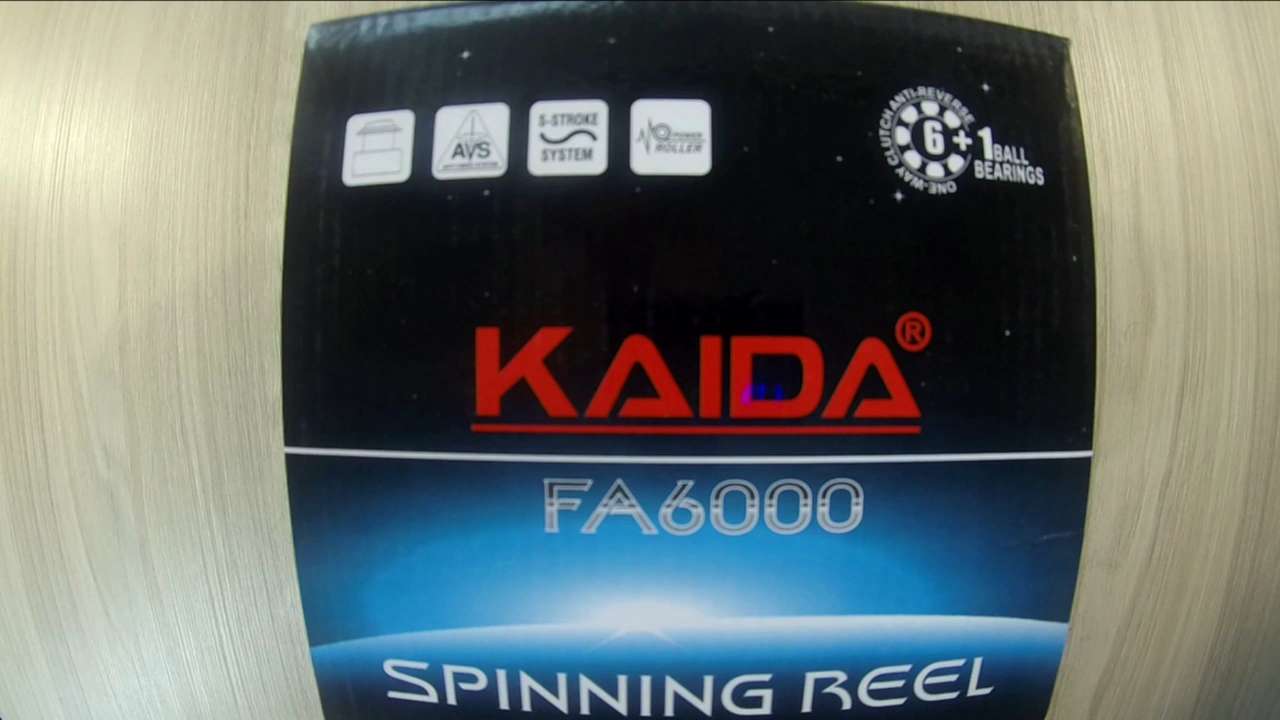 AVS
S-STROKE
SYSTEM
POWER
ROLLER
ONE-WAY CLUTCH ANTI-REVERSE
6+1 BALL
BEARINGS
KAIDA®
FA6000
SPINNING REEL